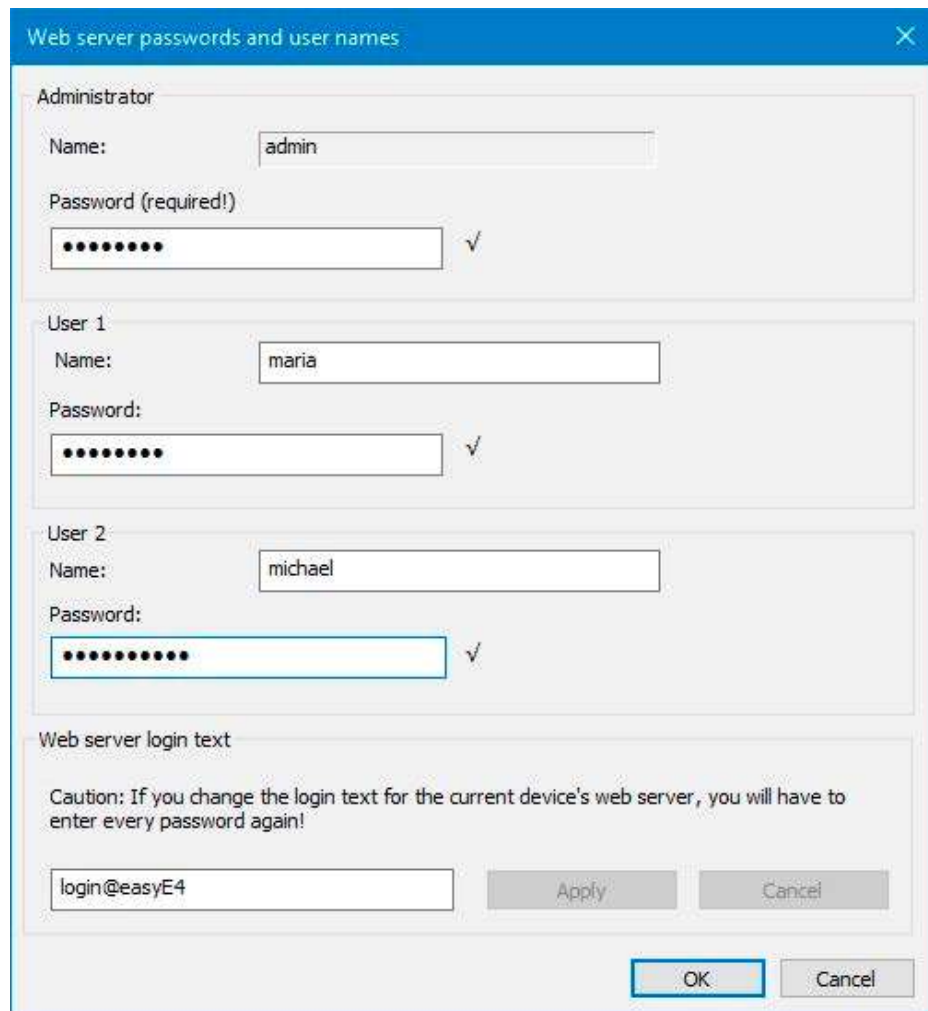 Web server passwords and user names
Administrator
Name: admin
Password (required!)
●●●●●●●● √
User 1
Name: maria
Password:
●●●●●●●● √
User 2
Name: michael
Password:
●●●●●●●●●● √
Web server login text
Caution: If you change the login text for the current device's web server, you will have to
enter every password again!
login@easyE4 Apply Cancel
OK Cancel